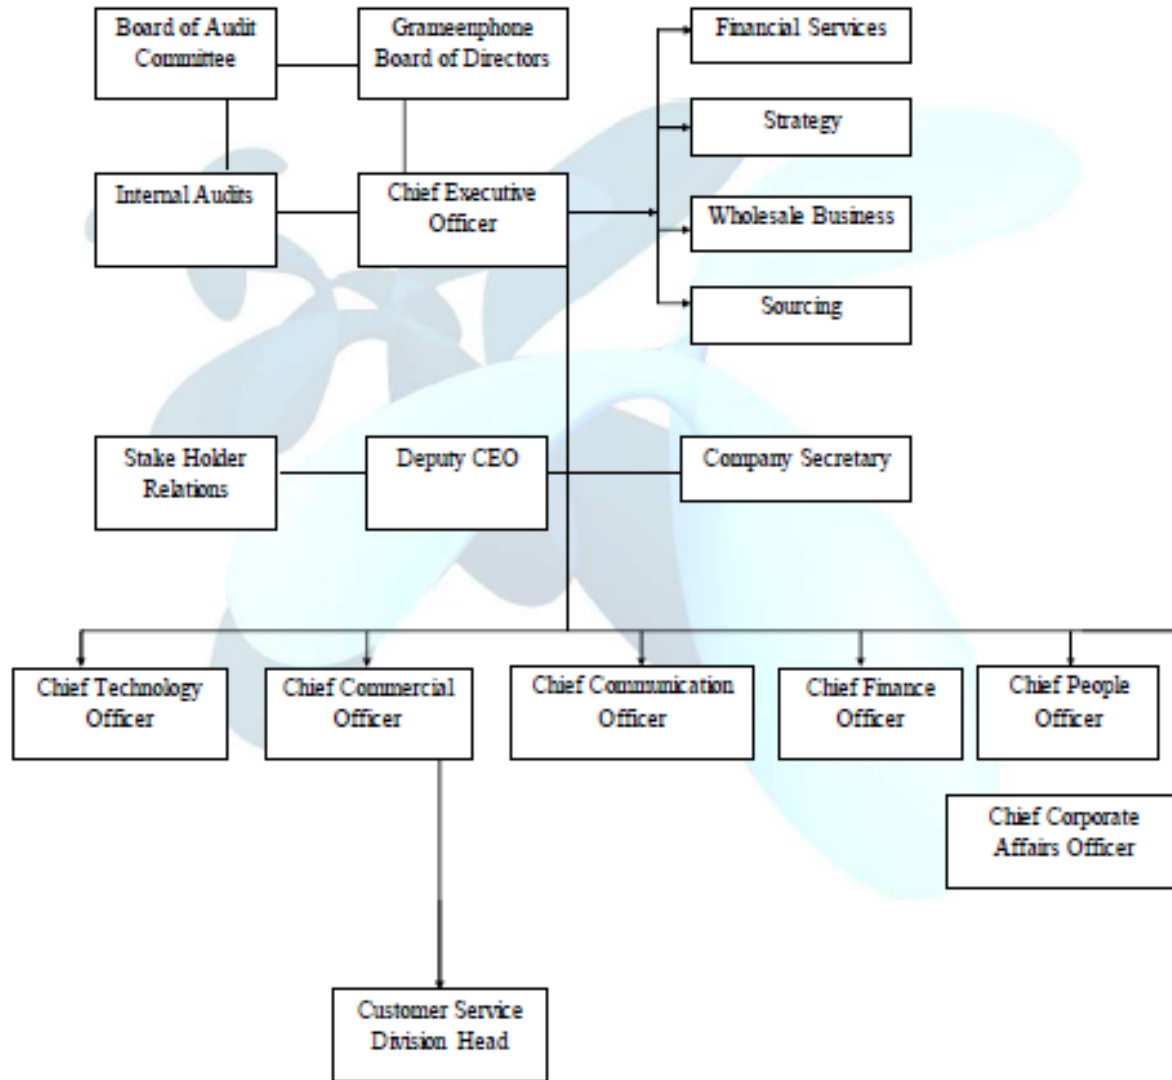 Board of Audit
Committee
Grameenphone
Board of Directors
Financial Services
Strategy
Internal Audits
Chief Executive
Officer
Wholesale Business
Sourcing
Stake Holder
Relations
Deputy CEO
Company Secretary
Chief Technology
Officer
Chief Commercial
Officer
Chief Communication
Officer
Chief Finance
Officer
Chief People
Officer
Chief Corporate
Affairs Officer
Customer Service
Division Head